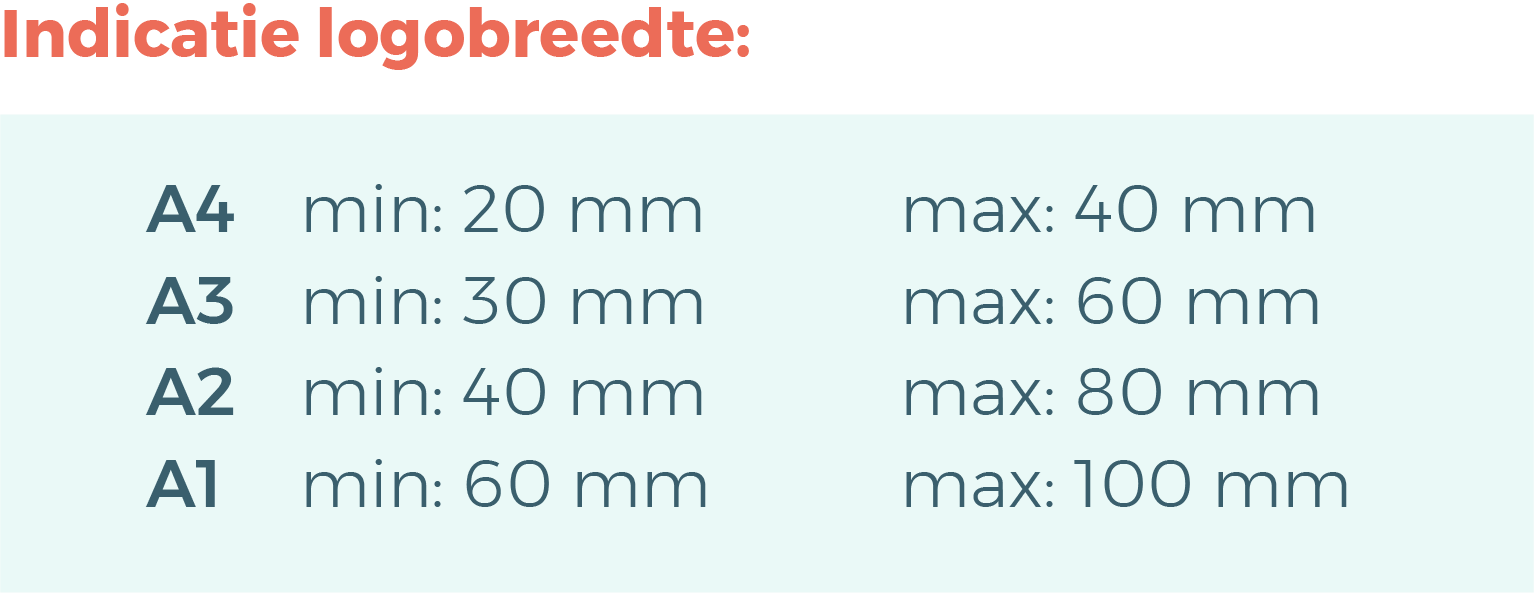 Indicatie logobreedte:
A4 min: 20 mm max: 40 mm
A3 min: 30 mm max: 60 mm
A2 min: 40 mm max: 80 mm
A1 min: 60 mm max: 100 mm